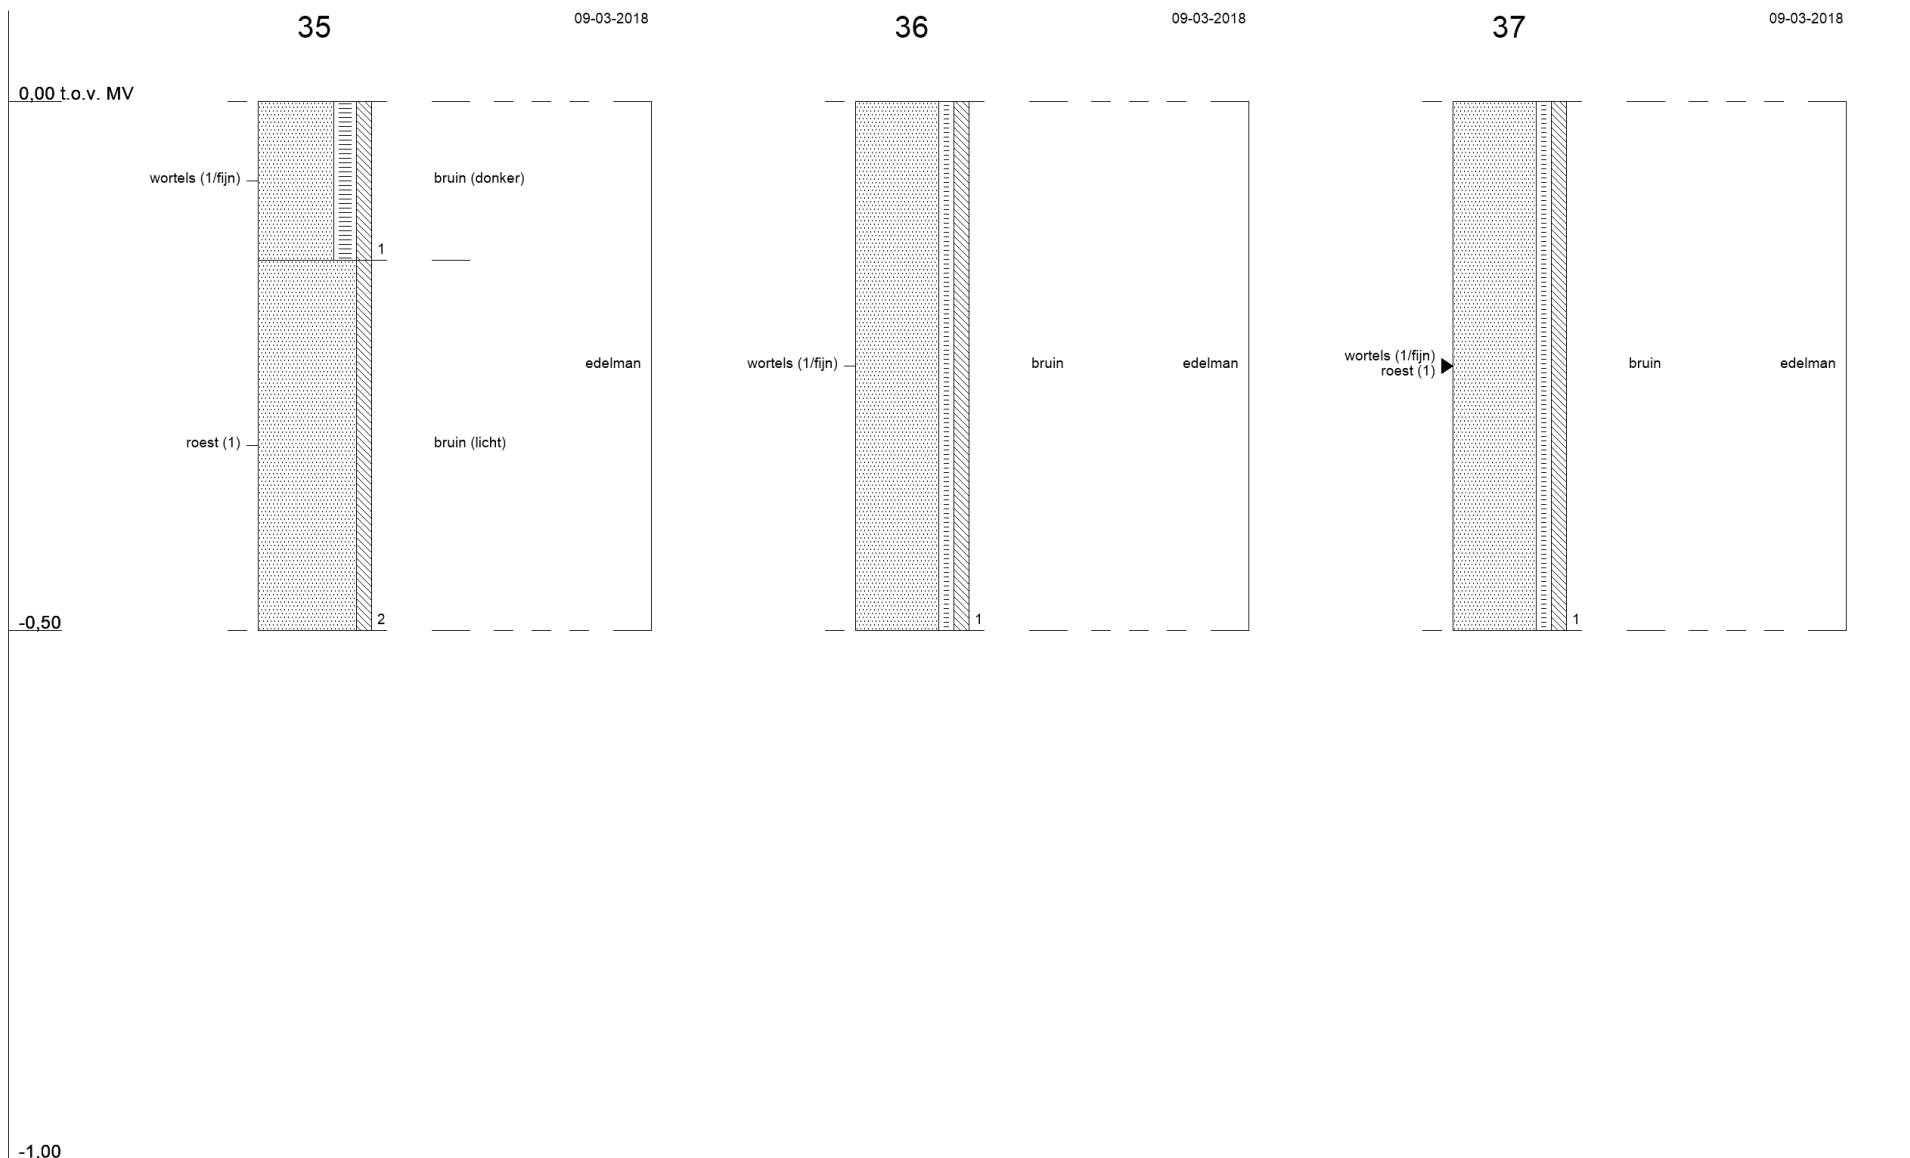 35
09-03-2018
36
09-03-2018
37
09-03-2018
0,00 t.o.v. MV
wortels (1/fijn)
bruin (donker)
1
edelman
roest (1)
bruin (licht)
2
wortels (1/fijn)
bruin
edelman
1
wortels (1/fijn)
roest (1)
bruin
edelman
1
-0,50
-1,00